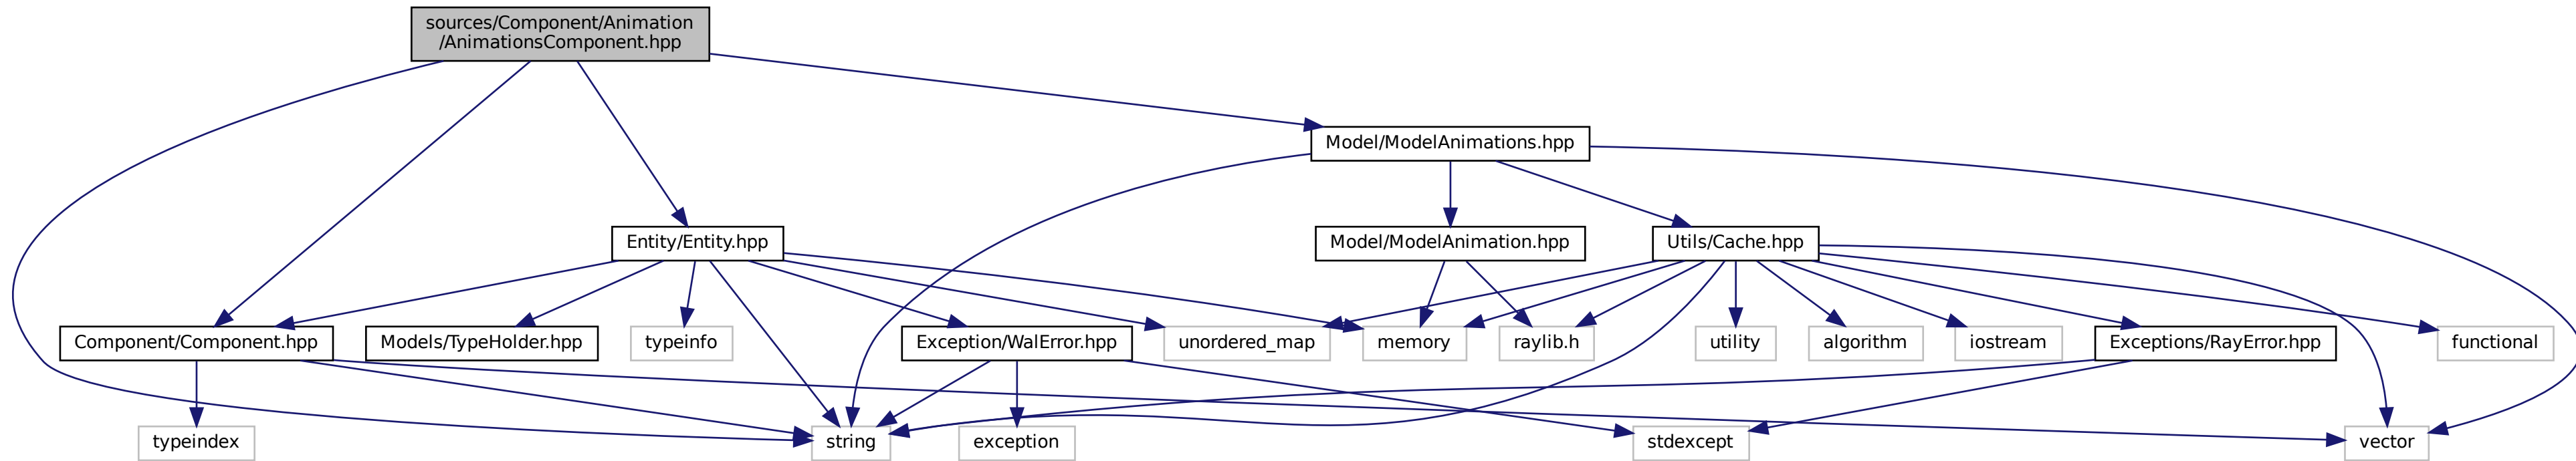 sources/Component/Animation
/AnimationsComponent.hpp
Model/ModelAnimations.hpp
Entity/Entity.hpp
Model/ModelAnimation.hpp
Utils/Cache.hpp
Component/Component.hpp
Models/TypeHolder.hpp
typeinfo
Exception/WalError.hpp
unordered_map
memory
raylib.h
utility
algorithm
iostream
Exceptions/RayError.hpp
functional
typeindex
string
exception
stdexcept
vector